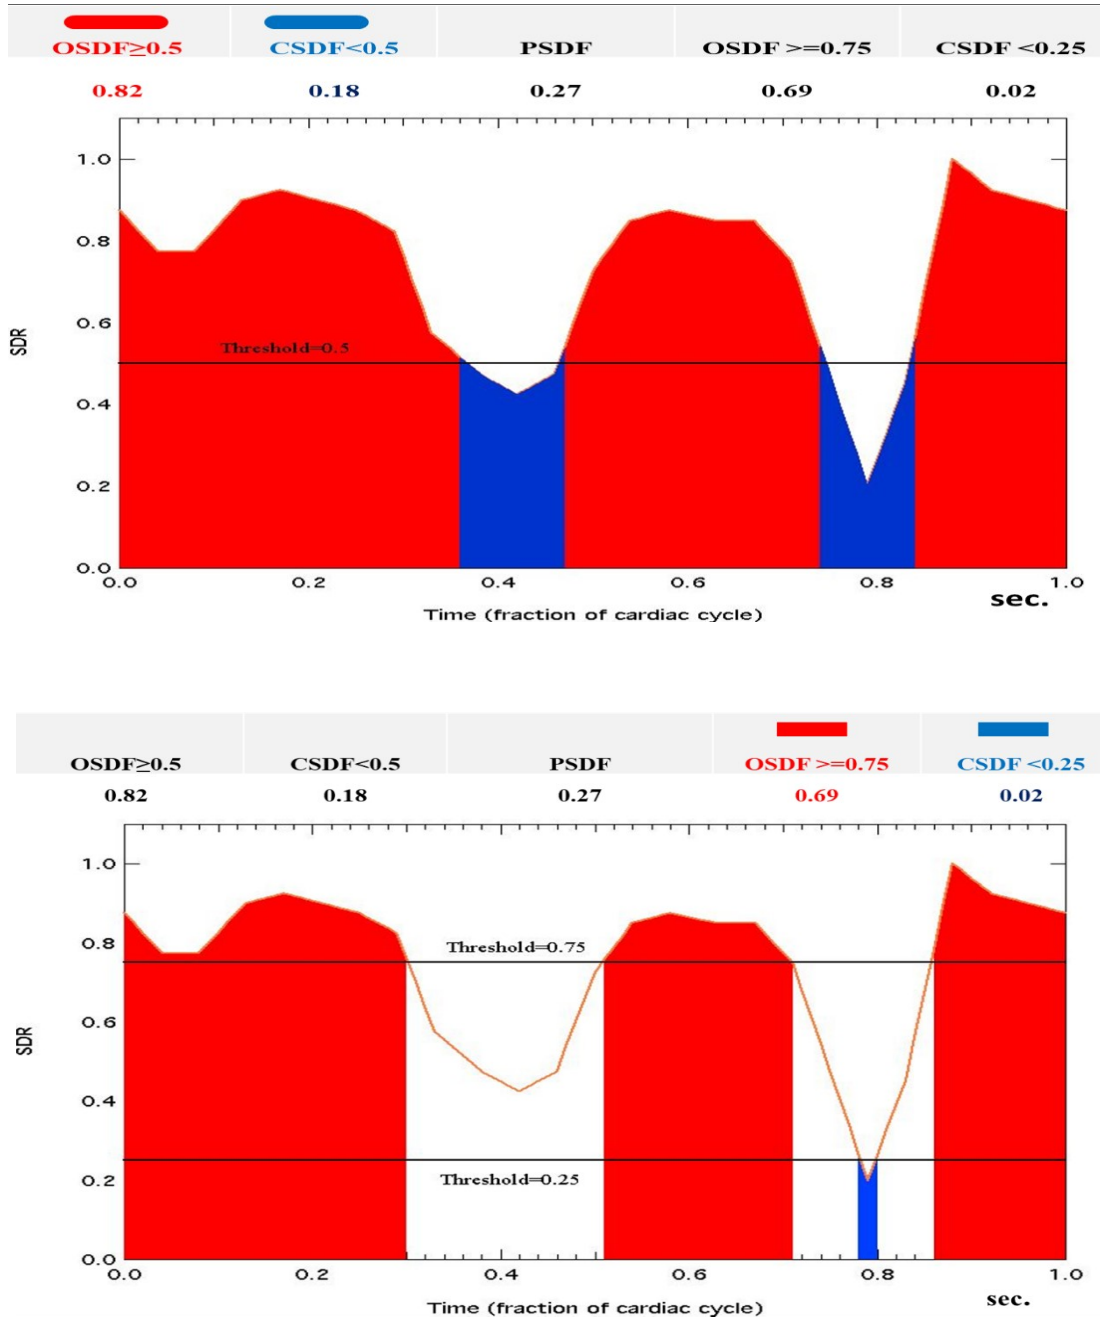 OSDF≥0.5 CSDF<0.5 PSDF OSDF >=0.75 CSDF <0.25
0.82 0.18 0.27 0.69 0.02
1.0
0.8
0.6
Threshold=0.5
SDR
0.4
0.2
0.0
0.0 0.2 0.4 0.6 0.8 1.0
Time (fraction of cardiac cycle)
sec.
OSDF≥0.5 CSDF<0.5 PSDF OSDF >=0.75 CSDF <0.25
0.82 0.18 0.27 0.69 0.02
1.0
0.8
Threshold=0.75
0.6
SDR
0.4
Threshold=0.25
0.2
0.0
0.0 0.2 0.4 0.6 0.8 1.0
Time (fraction of cardiac cycle)
sec.